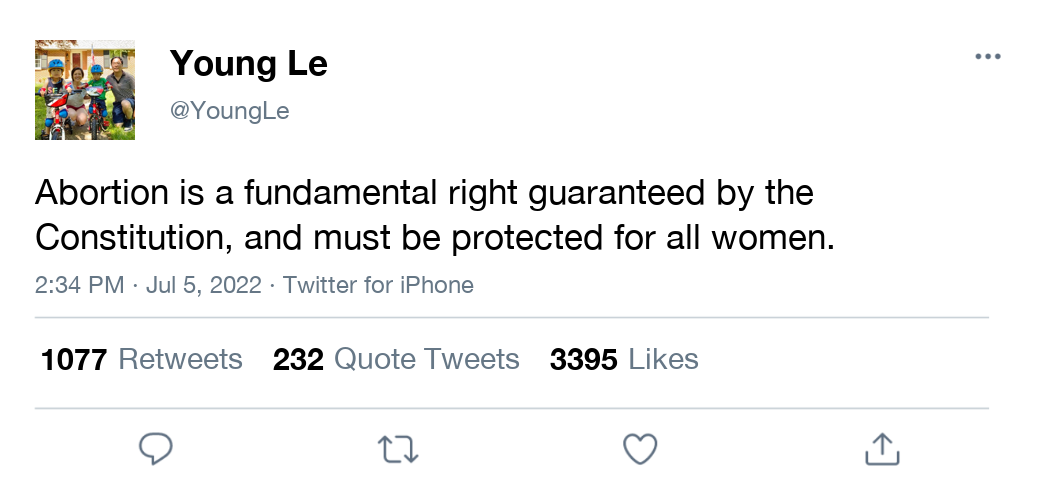 Young Le
@YoungLe
Abortion is a fundamental right guaranteed by the
Constitution, and must be protected for all women.
2:34 PM · Jul 5, 2022 · Twitter for iPhone
1077 Retweets 232 Quote Tweets 3395 Likes